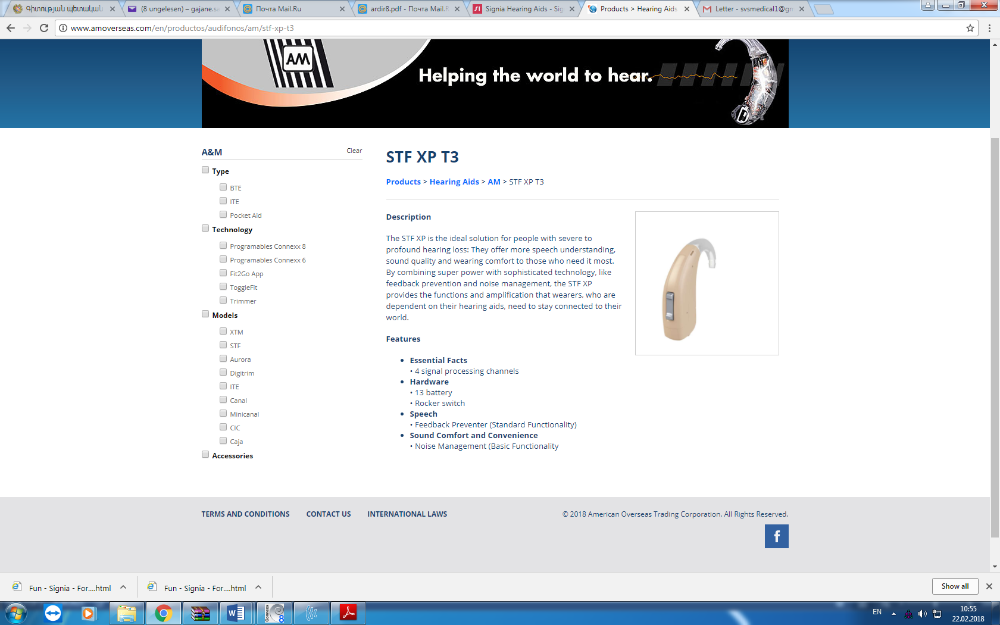 Գիտության պետական
(8 ungelesen) – gajane.sa
Почта Mail.Ru
ardir8.pdf - Почта Mail.R
Signia Hearing Aids - Sig
Products > Hearing Aids
Letter - svsmedical1@gm
www.amoverseas.com/en/productos/audifonos/am/stf-xp-t3
AM
Helping the world to hear.
A&M
Clear
Type
BTE
ITE
Pocket Aid
Technology
Programables Connexx 8
Programables Connexx 6
Fit2Go App
ToggleFit
Trimmer
Models
XTM
STF
Aurora
Digitrim
ITE
Canal
Minicanal
CIC
Caja
Accessories
STF XP T3
Products > Hearing Aids > AM > STF XP T3
Description
The STF XP is the ideal solution for people with severe to
profound hearing loss: They offer more speech understanding,
sound quality and wearing comfort to those who need it most.
By combining super power with sophisticated technology, like
feedback prevention and noise management, the STF XP
provides the functions and amplification that wearers, who are
dependent on their hearing aids, need to stay connected to their
world.
Features
• Essential Facts
• 4 signal processing channels
• Hardware
• 13 battery
• Rocker switch
• Speech
• Feedback Preventer (Standard Functionality)
• Sound Comfort and Convenience
• Noise Management (Basic Functionality
TERMS AND CONDITIONS
CONTACT US
INTERNATIONAL LAWS
© 2018 American Overseas Trading Corporation. All Rights Reserved.
f
Fun - Signia - For....html
Fun - Signia - For....html
Show all
Connexx 8
EN
10:55
22.02.2018